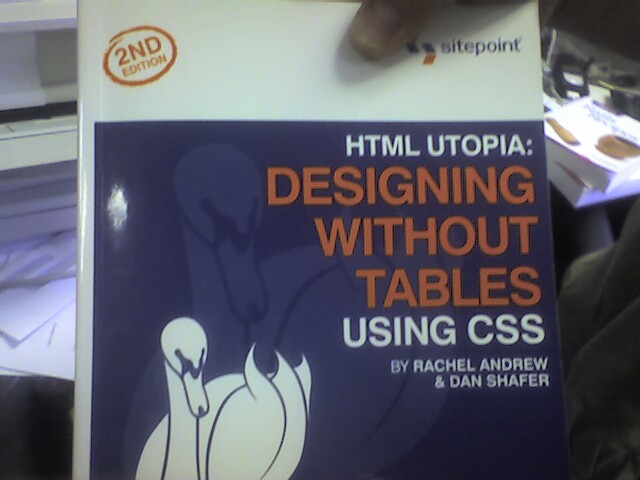 2ND
EDITION
sitepoint
HTML UTOPIA:
DESIGNING
WITHOUT
TABLES
USING CSS
BY RACHEL ANDREW
& DAN SHAFER